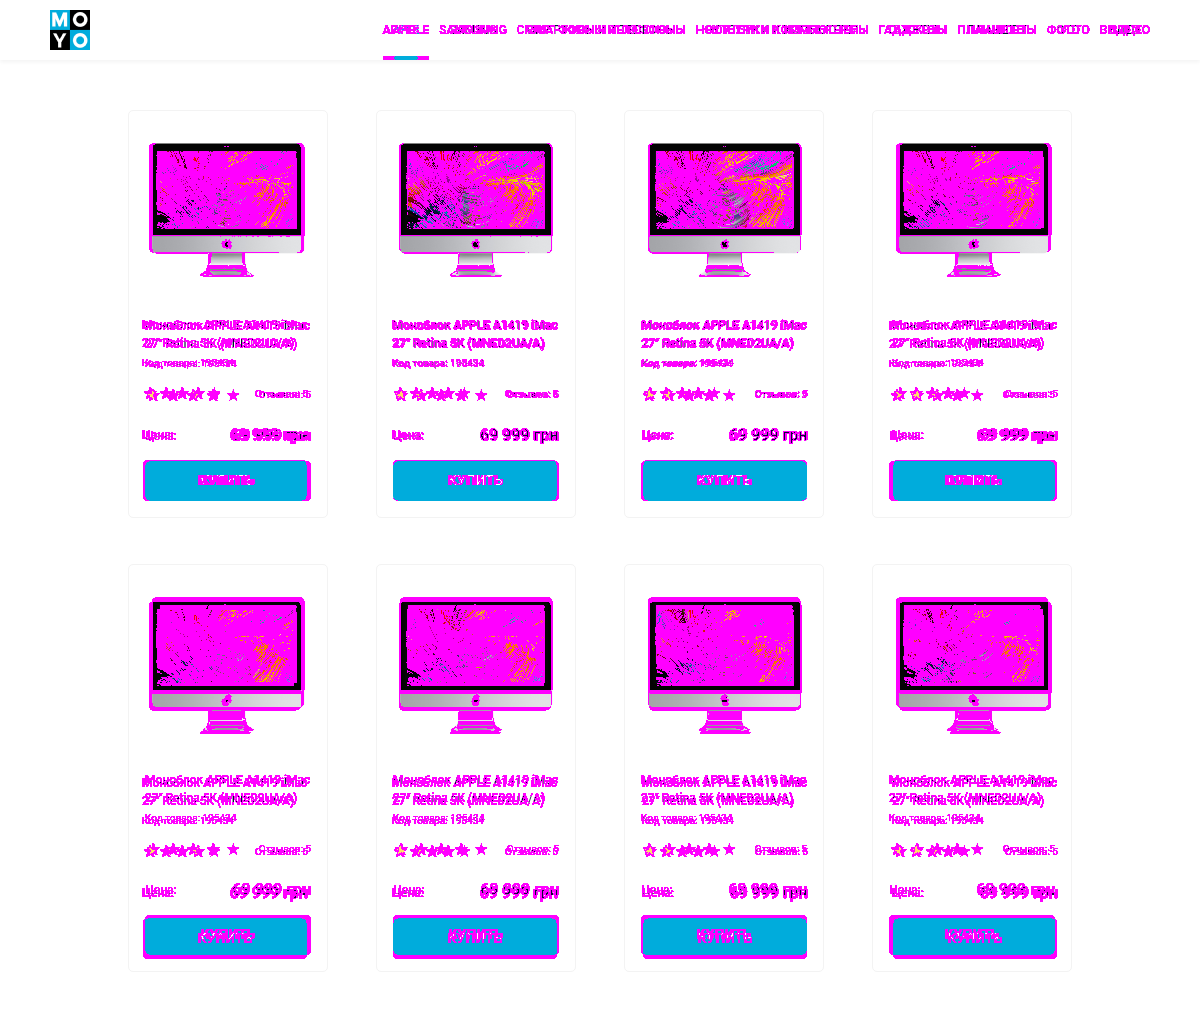 MOYO
APPLE SAMSUNG СМАРТФОНЫ НОУТБУКИ И КОМПЬЮТЕРЫ ГАДЖЕТЫ ПЛАНШЕТЫ ФОТО ВИДЕО
Моноблок APPLE A1419 iMac
27" Retina 5K (MNED2UA/A)
Код товара: 195434
Отзывов: 5
Цена: 69 999 грн
КУПИТЬ
Моноблок APPLE A1419 iMac
27" Retina 5K (MNED2UA/A)
Код товара: 195434
Отзывов: 5
Цена: 69 999 грн
КУПИТЬ
Моноблок APPLE A1419 iMac
27" Retina 5K (MNED2UA/A)
Код товара: 195434
Отзывов: 5
Цена: 69 999 грн
КУПИТЬ
Моноблок APPLE A1419 iMac
27" Retina 5K (MNED2UA/A)
Код товара: 195434
Отзывов: 5
Цена: 69 999 грн
КУПИТЬ
Моноблок APPLE A1419 iMac
27" Retina 5K (MNED2UA/A)
Код товара: 195434
Отзывов: 5
Цена: 69 999 грн
КУПИТЬ
Моноблок APPLE A1419 iMac
27" Retina 5K (MNED2UA/A)
Код товара: 195434
Отзывов: 5
Цена: 69 999 грн
КУПИТЬ
Моноблок APPLE A1419 iMac
27" Retina 5K (MNED2UA/A)
Код товара: 195434
Отзывов: 5
Цена: 69 999 грн
КУПИТЬ
Моноблок APPLE A1419 iMac
27" Retina 5K (MNED2UA/A)
Код товара: 195434
Отзывов: 5
Цена: 69 999 грн
КУПИТЬ